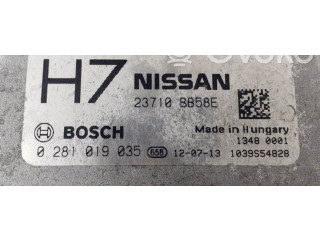 H7 NISSAN
23710 BB58E
BOSCH
Made in Hungary
1348 0001
0 281 019 035 658 12-07-13 1039S54828